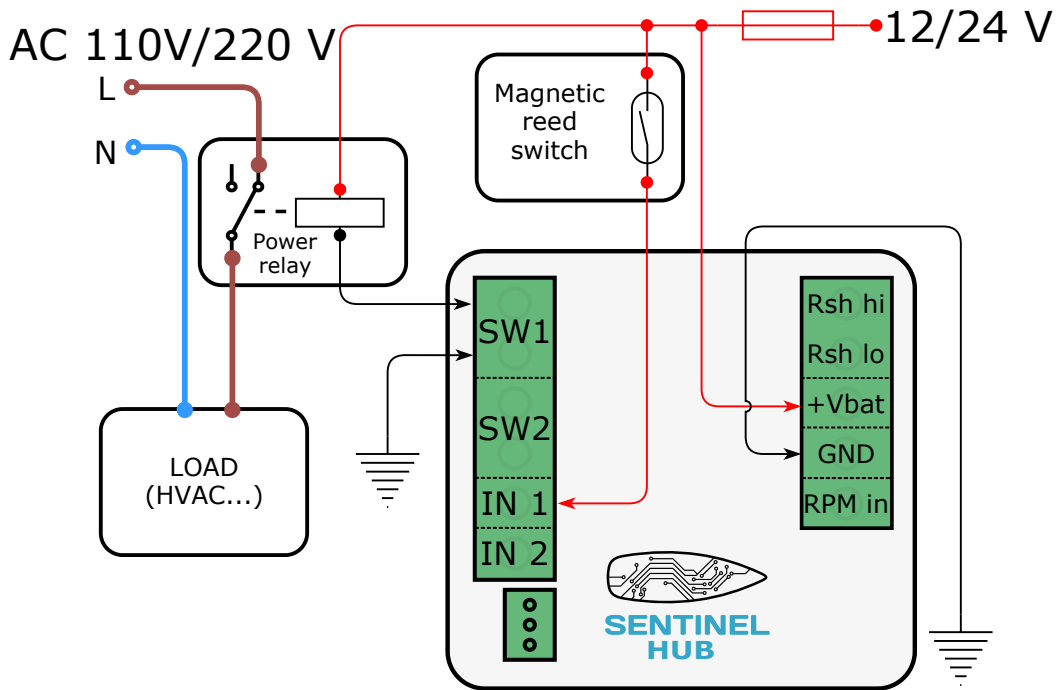 AC 110V/220 V
12/24 V
L
N
Magnetic
reed
switch
Power
relay
LOAD
(HVAC...)
SW1
SW2
IN 1
IN 2
Rsh hi
Rsh lo
+Vbat
GND
RPM in
SENTINEL
HUB